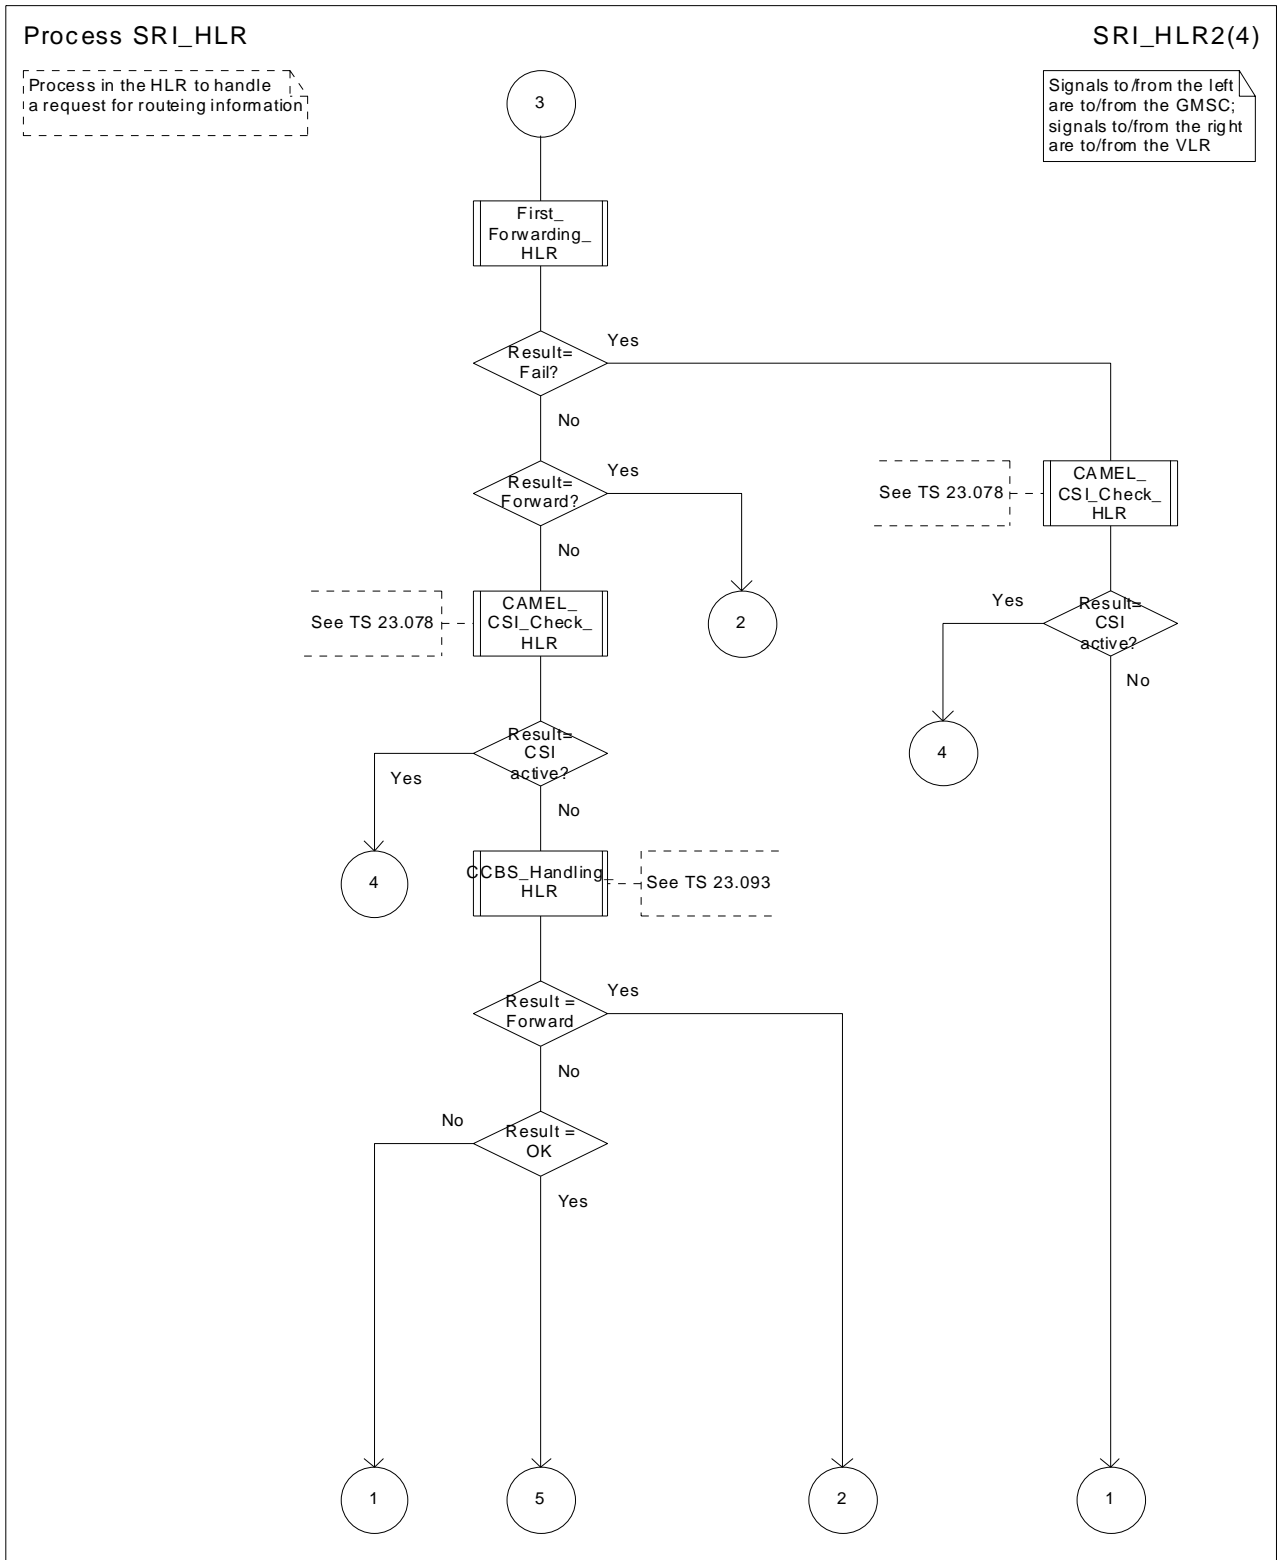 Process SRI_HLR
SRI_HLR2(4)
Process in the HLR to handle
a request for routeing information
3
Signals to/from the left
are to/from the GMSC;
signals to/from the right
are to/from the VLR
First_
Forwarding_
HLR
Result=
Fail?
Yes
No
Result=
Forward?
Yes
No
See TS 23.078
CAMEL_
CSI_Check_
HLR
See TS 23.078
CAMEL_
CSI_Check_
HLR
2
Yes
Result=
CSI
active?
No
Result=
CSI
active?
Yes
No
4
4
CCBS_Handling_
HLR
See TS 23.093
Result =
Forward
Yes
No
No
Result =
OK
Yes
1
5
2
1